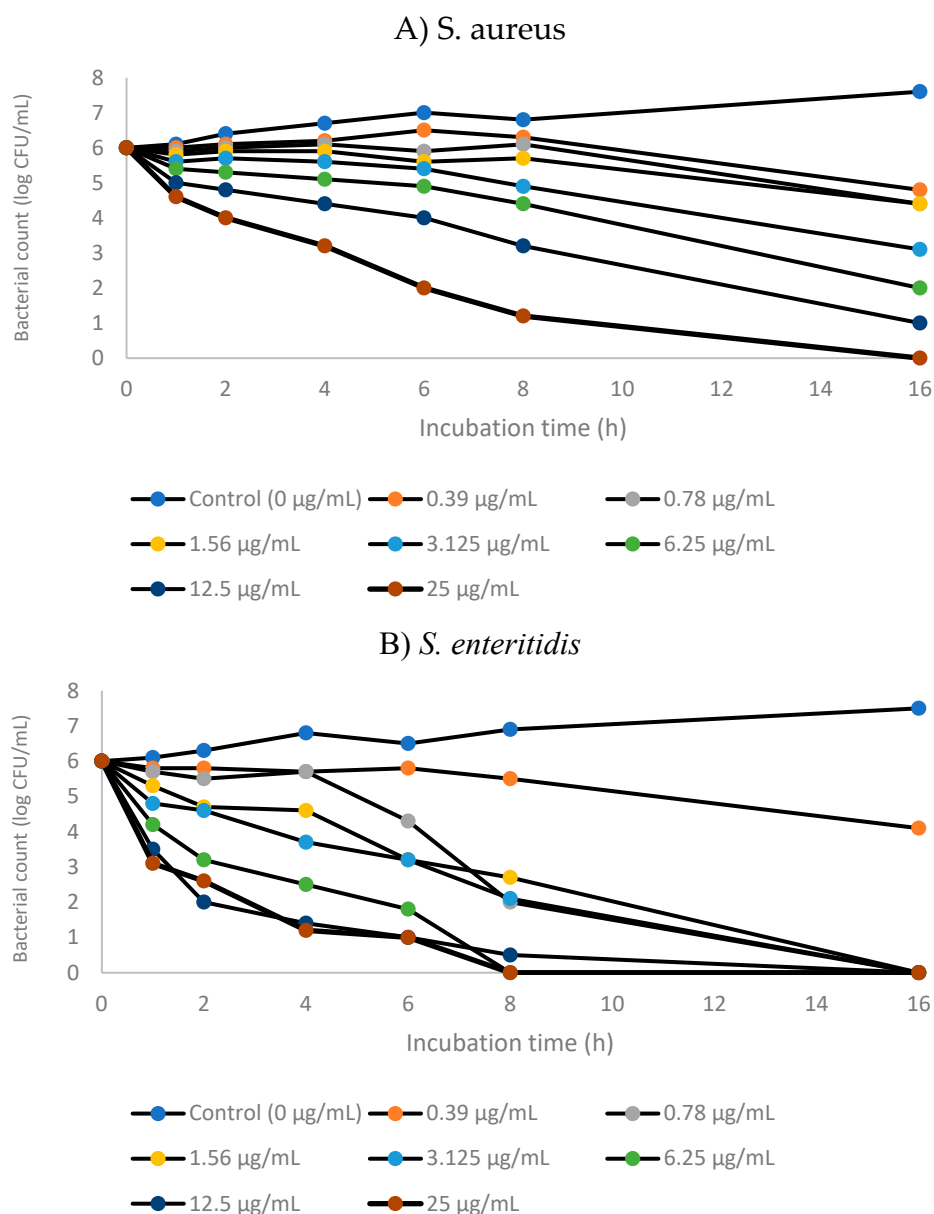 A) S. aureus
Bacterial count (log CFU/mL)
8
7
6
5
4
3
2
1
0
0 2 4 6 8 10 12 14 16
Incubation time (h)
Control (0 µg/mL) 0.39 µg/mL 0.78 µg/mL
1.56 µg/mL 3.125 µg/mL 6.25 µg/mL
12.5 µg/mL 25 µg/mL
B) S. enteritidis
Bacterial count (log CFU/mL)
8
7
6
5
4
3
2
1
0
0 2 4 6 8 10 12 14 16
Incubation time (h)
Control (0 µg/mL) 0.39 µg/mL 0.78 µg/mL
1.56 µg/mL 3.125 µg/mL 6.25 µg/mL
12.5 µg/mL 25 µg/mL